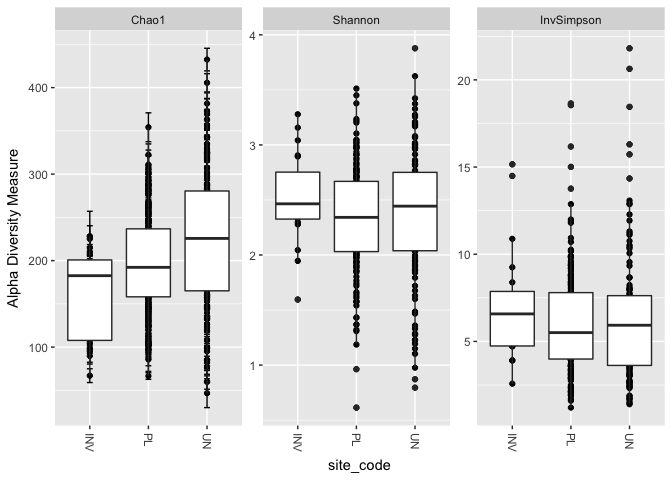 Chao1
Shannon
InvSimpson
Alpha Diversity Measure
400
300
200
100
4
3
2
1
20
15
10
5
INV
PL
UN
INV
PL
UN
INV
PL
UN
site_code